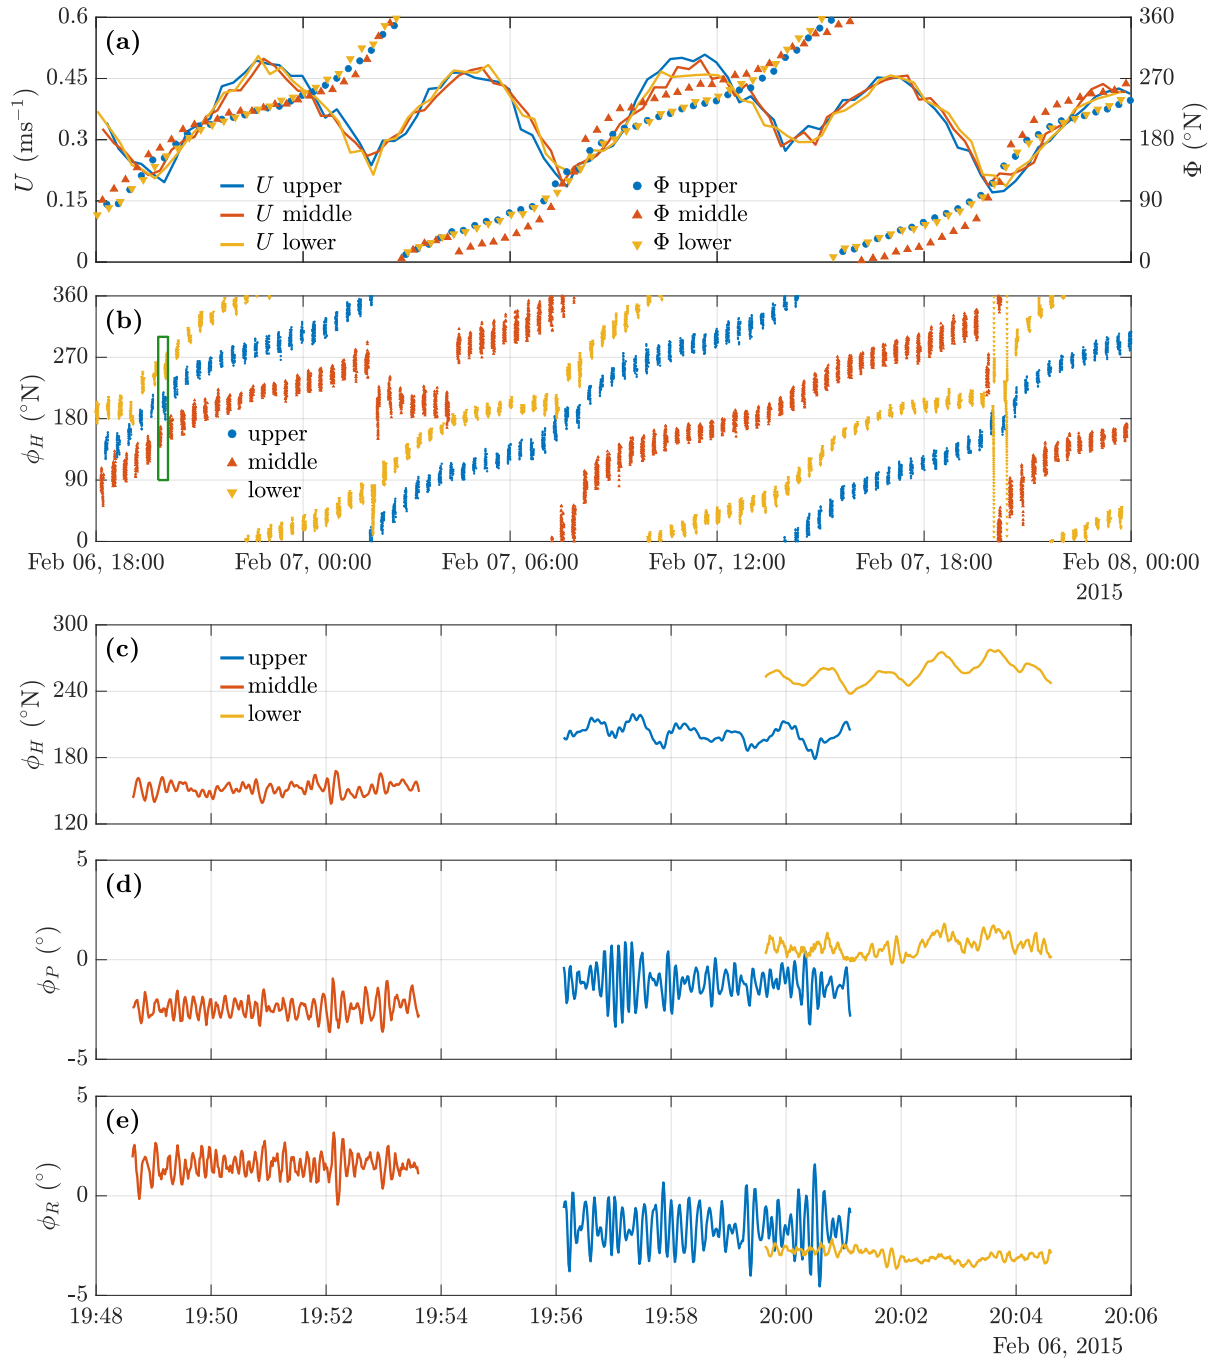 (a)
0.6
0.45
0.3
0.15
0
U (ms⁻¹)
360
270
180
90
0
Φ (°N)
U upper
U middle
U lower
Φ upper
Φ middle
Φ lower
(b)
360
270
180
90
0
ϕ_H (°N)
upper
middle
lower
Feb 06, 18:00 Feb 07, 00:00 Feb 07, 06:00 Feb 07, 12:00 Feb 07, 18:00 Feb 08, 00:00
2015
(c)
300
240
180
120
ϕ_H (°N)
upper
middle
lower
(d)
5
0
-5
ϕ_P (°)
(e)
5
0
-5
ϕ_R (°)
19:48 19:50 19:52 19:54 19:56 19:58 20:00 20:02 20:04 20:06
Feb 06, 2015